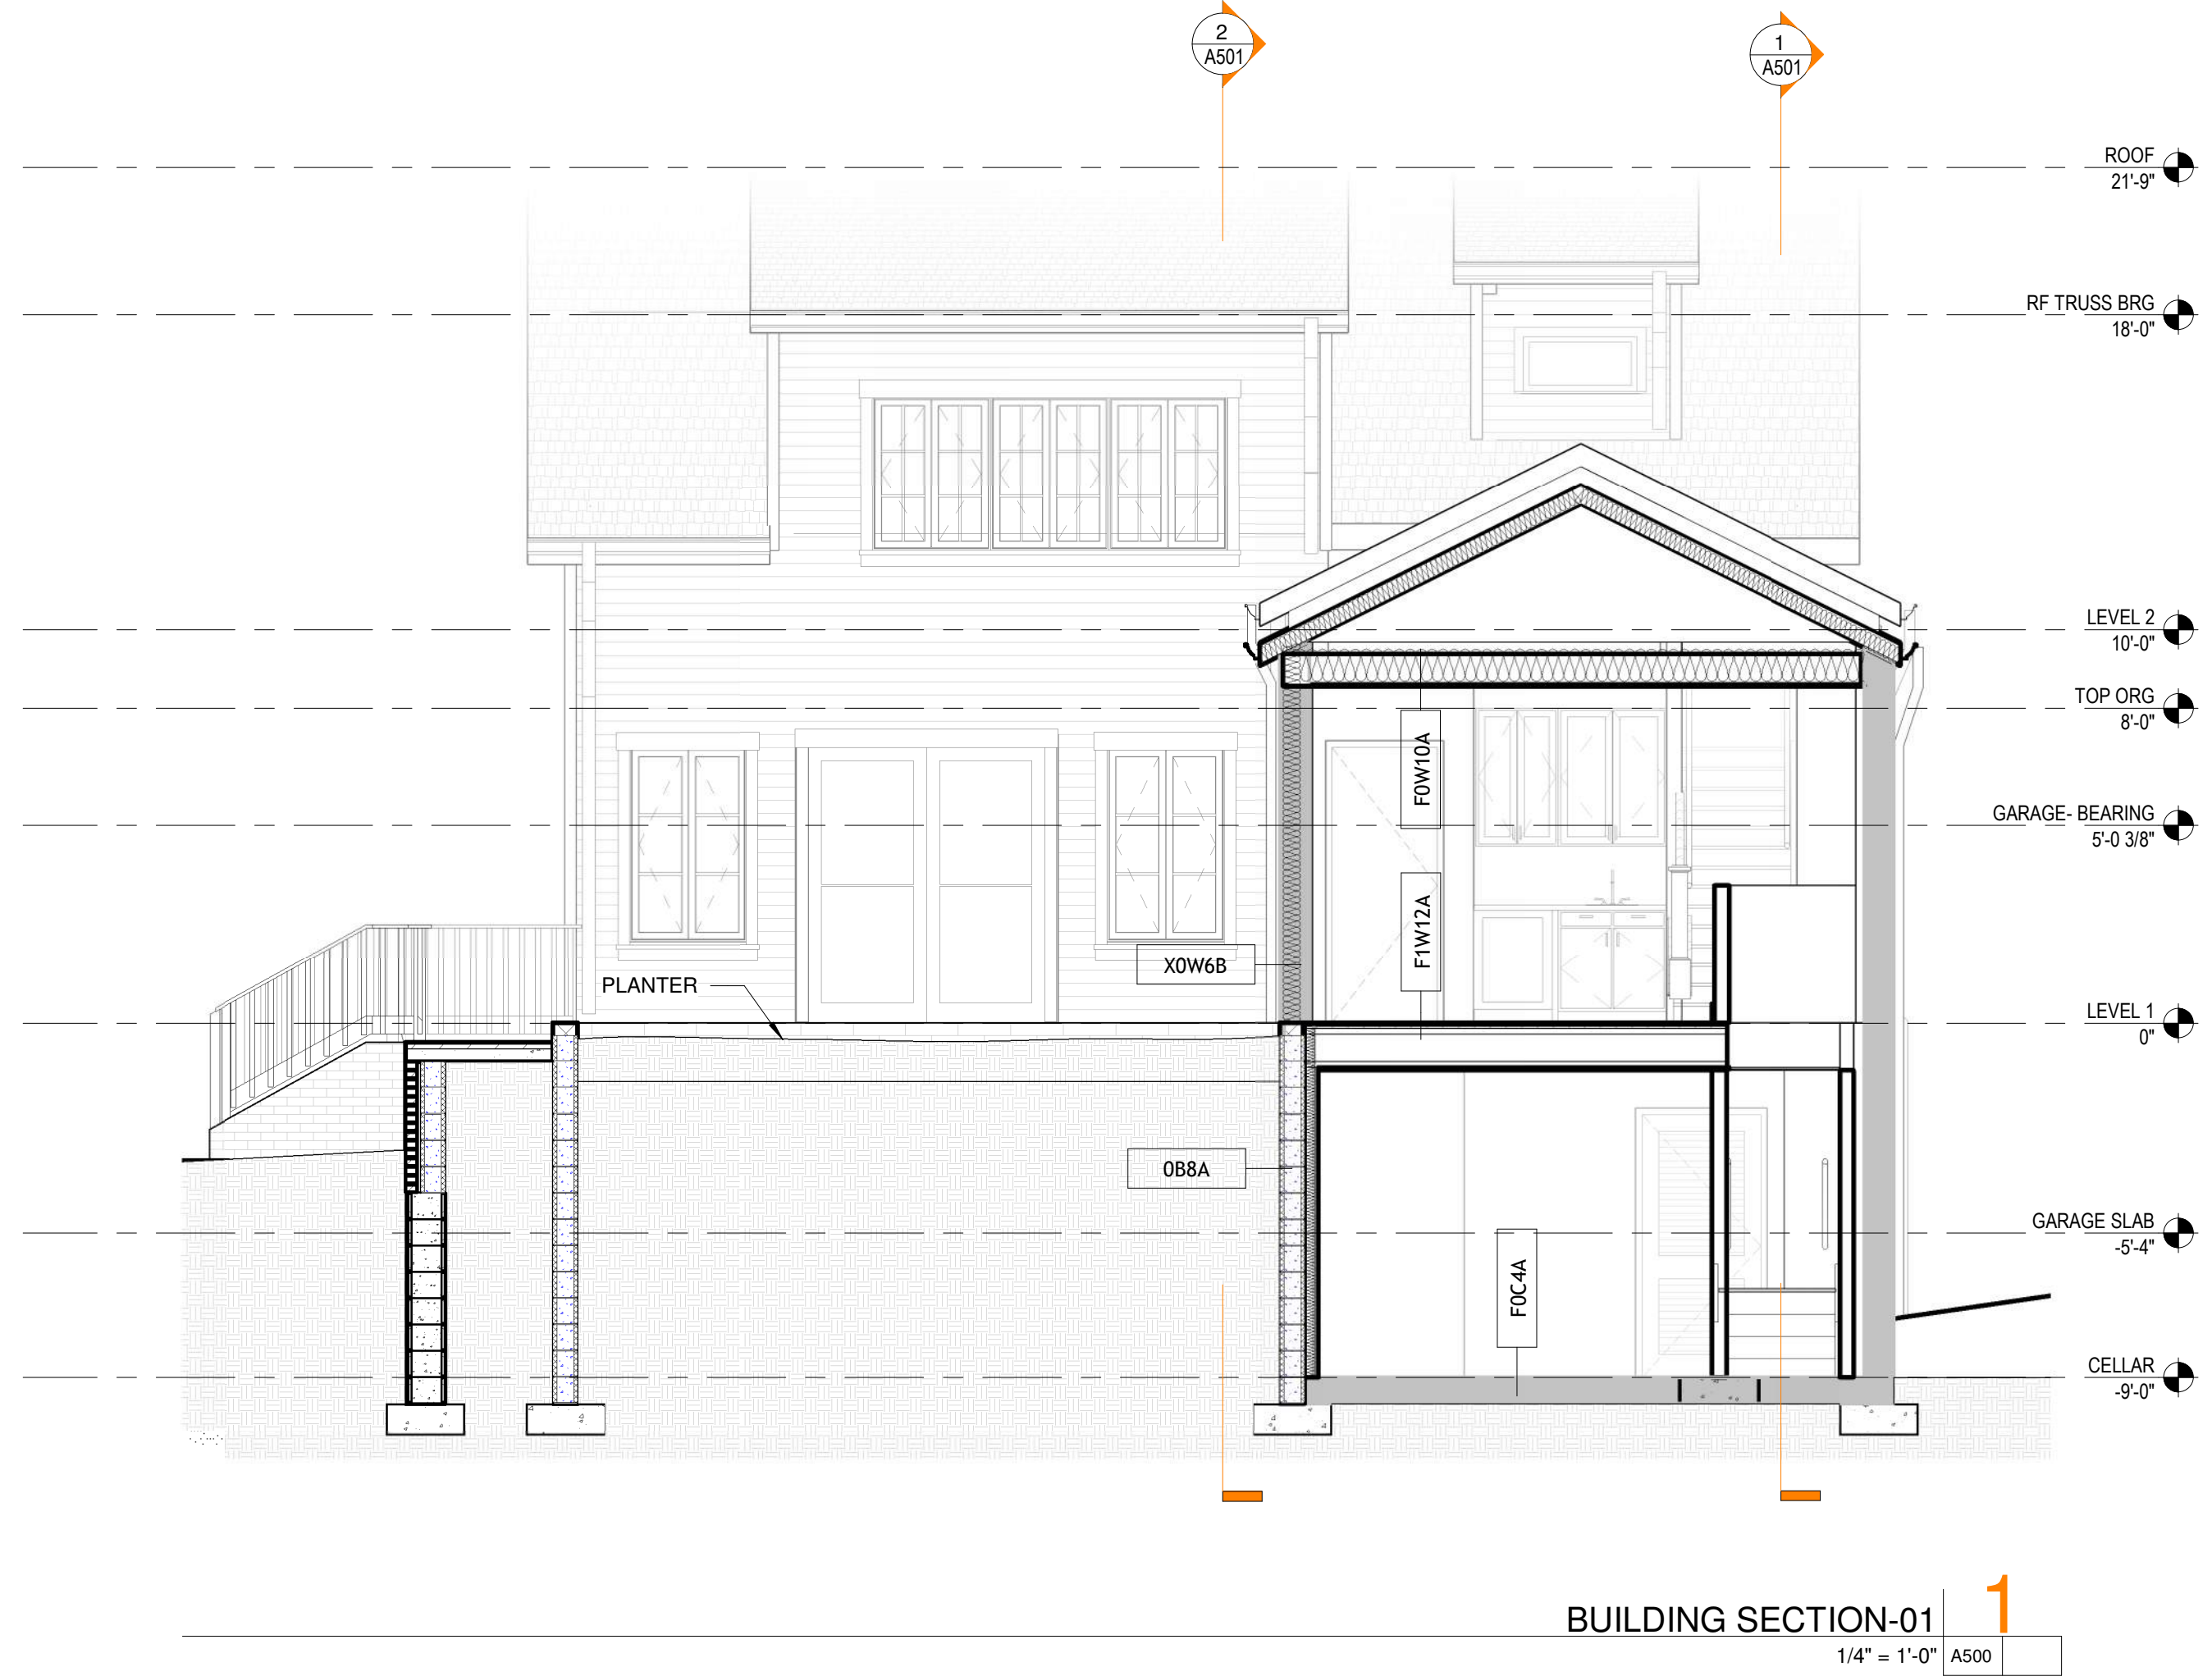 2
A501
1
A501
ROOF
21'-9"
RF TRUSS BRG
18'-0"
LEVEL 2
10'-0"
TOP ORG
8'-0"
F0W10A
GARAGE- BEARING
5'-0 3/8"
F1W12A
X0W6B
PLANTER
LEVEL 1
0"
0B8A
GARAGE SLAB
-5'-4"
F0C4A
CELLAR
-9'-0"
BUILDING SECTION-01
1
1/4" = 1'-0"
A500